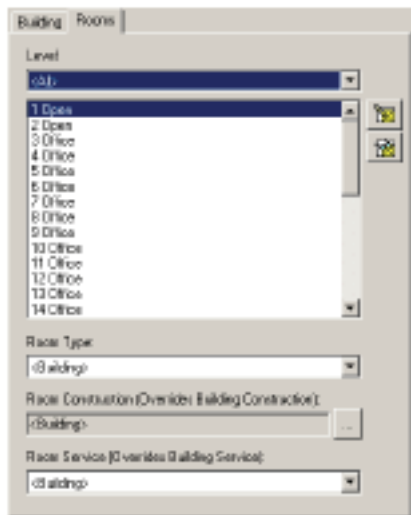 Building Rooms
Level
<All>
1 Open
2 Open
3 Office
4 Office
5 Office
6 Office
7 Office
8 Office
9 Office
10 Office
11 Office
12 Office
13 Office
14 Office
Room Type:
<Building>
Room Construction (Overrides Building Construction):
<Building>
...
Room Service (Overrides Building Service):
<Building>